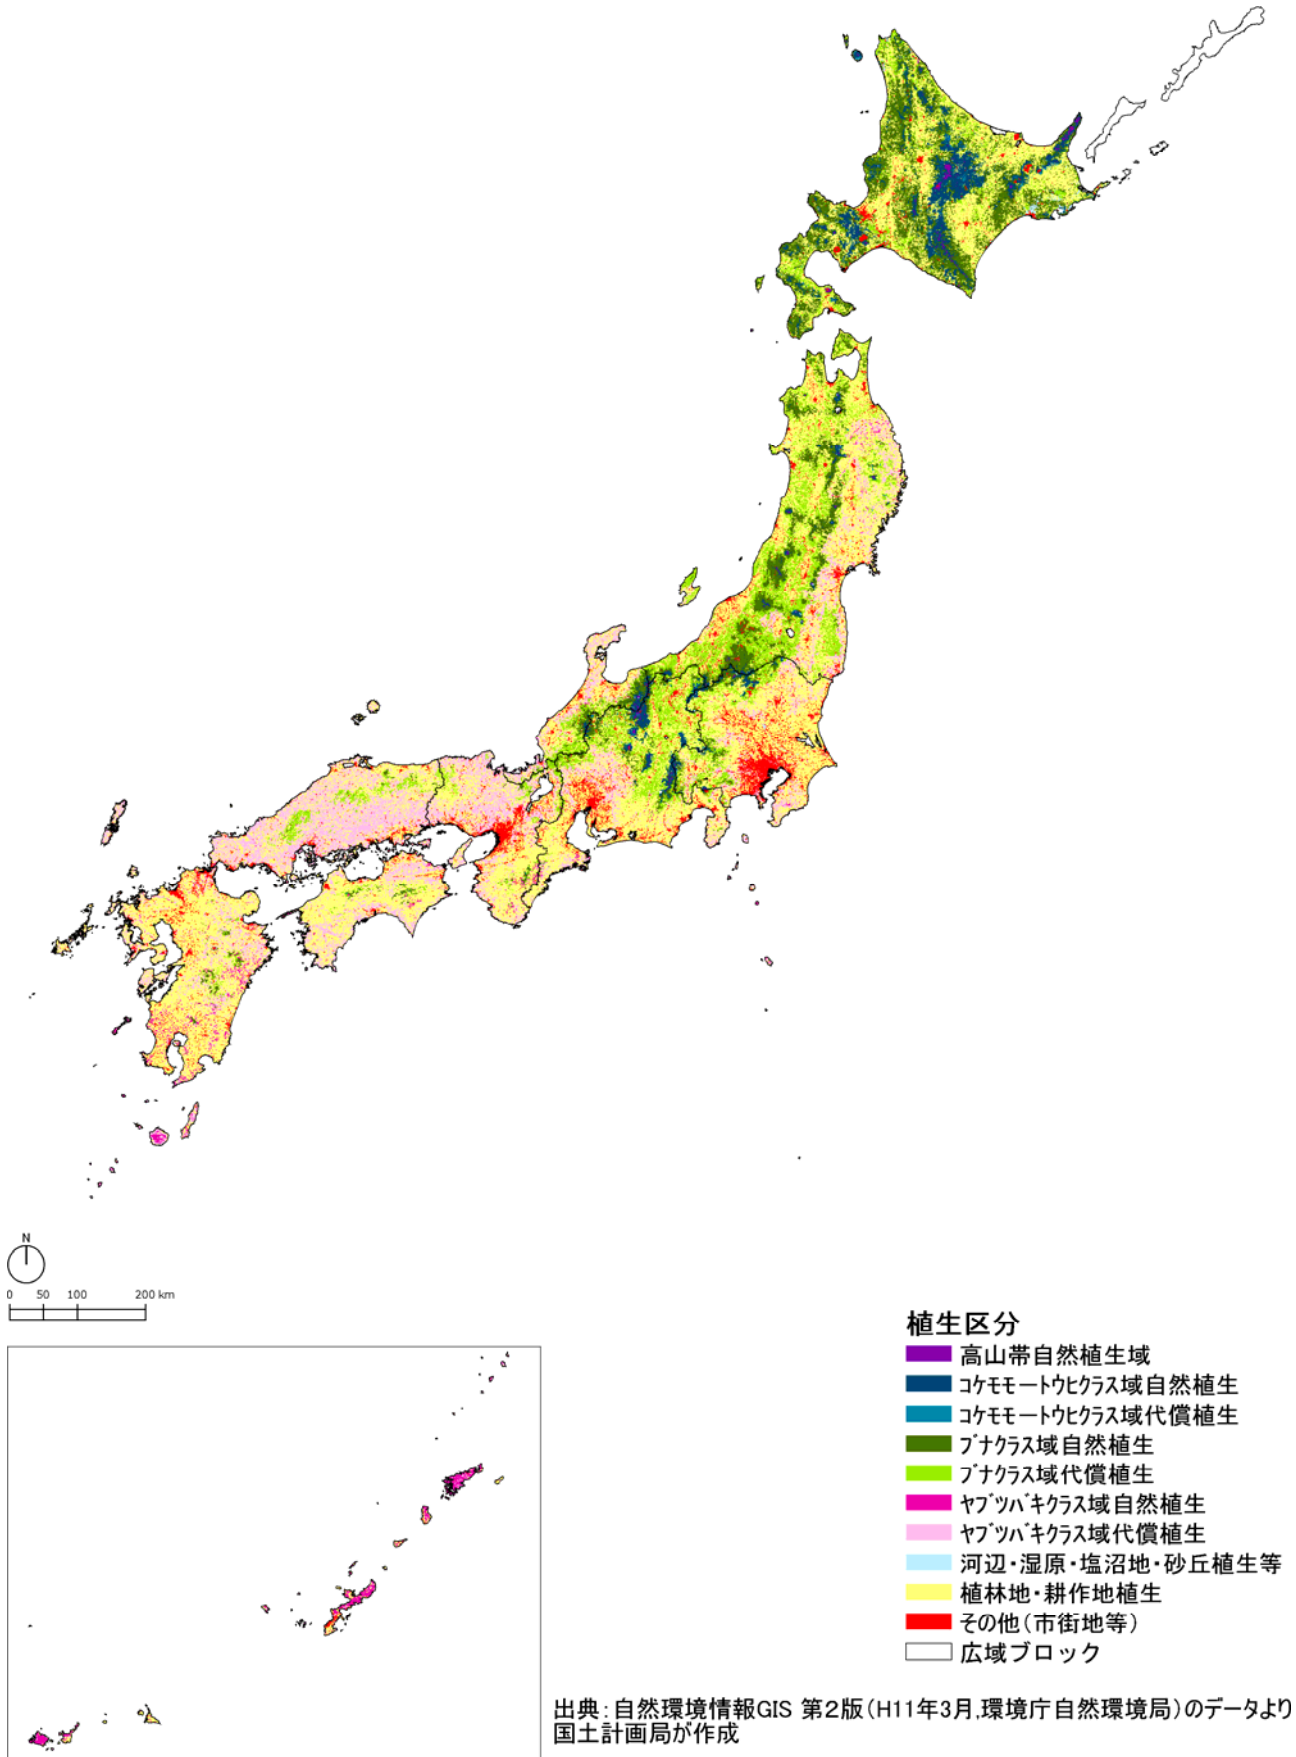 N
0 50 100 200 km
植生区分
高山帯自然植生域
コケモモートウヒクラス域自然植生
コケモモートウヒクラス域代償植生
ブナクラス域自然植生
ブナクラス域代償植生
ヤブツバキクラス域自然植生
ヤブツバキクラス域代償植生
河辺・湿原・塩沼地・砂丘植生等
植林地・耕作地植生
その他(市街地等)
広域ブロック
出典:自然環境情報GIS 第2版(H11年3月,環境庁自然環境局)のデータより
国土計画局が作成